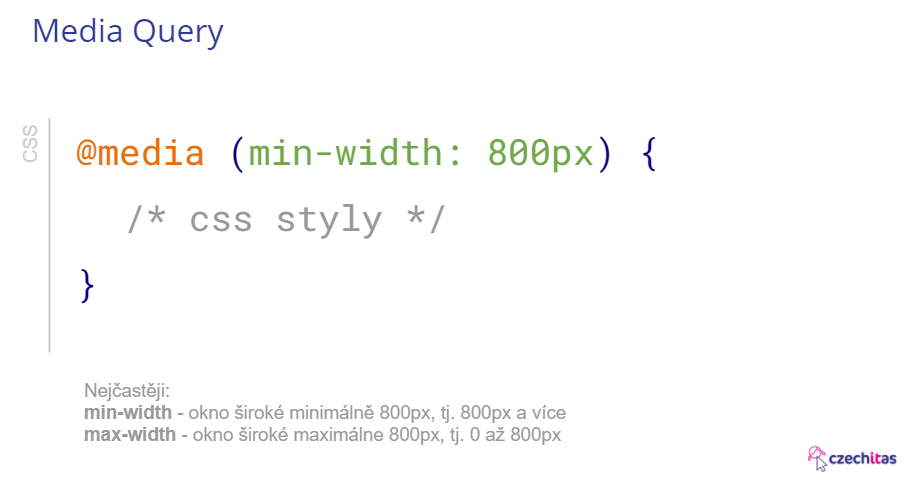 Media Query
CSS
@media (min-width: 800px) {
/* css styly */
}
Nejčastěji:
min-width - okno široké minimálně 800px, tj. 800px a více
max-width - okno široké maximálne 800px, tj. 0 až 800px
czechitas